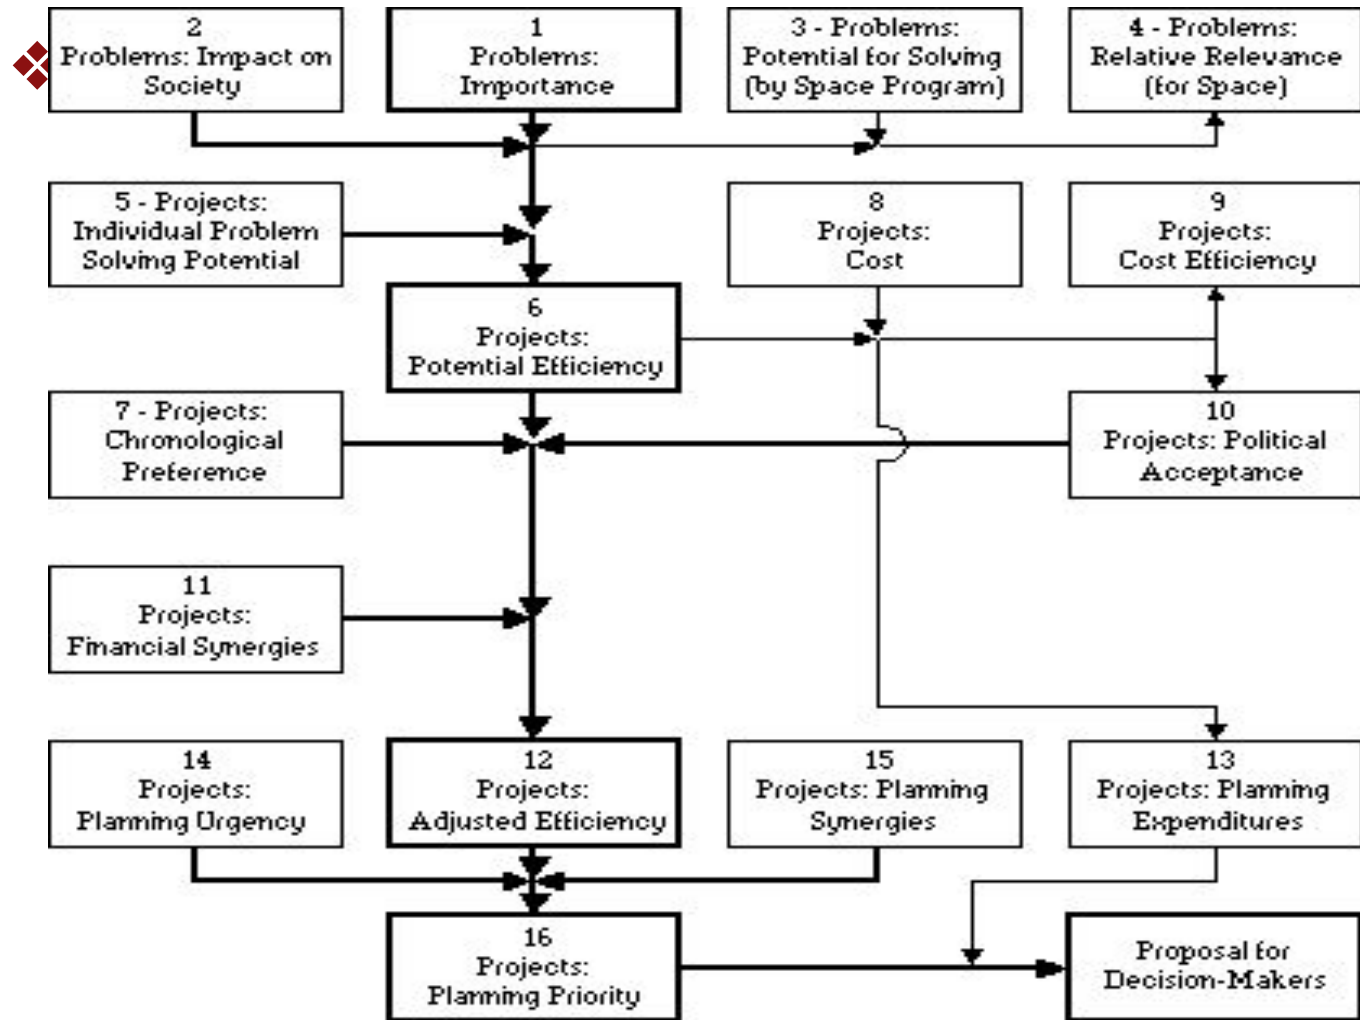 2
Problems: Impact on
Society
1
Problems:
Importance
3 - Problems:
Potential for Solving
(by Space Program)
4 - Problems:
Relative Relevance
(for Space)
5 - Projects:
Individual Problem
Solving Potential
8
Projects:
Cost
9
Projects:
Cost Efficiency
6
Projects:
Potential Efficiency
7 - Projects:
Chronological
Preference
10
Projects: Political
Acceptance
11
Projects:
Financial Synergies
14
Projects:
Planning Urgency
12
Projects:
Adjusted Efficiency
15
Projects: Planning
Synergies
13
Projects: Planning
Expenditures
16
Projects:
Planning Priority
Proposal for
Decision-Makers